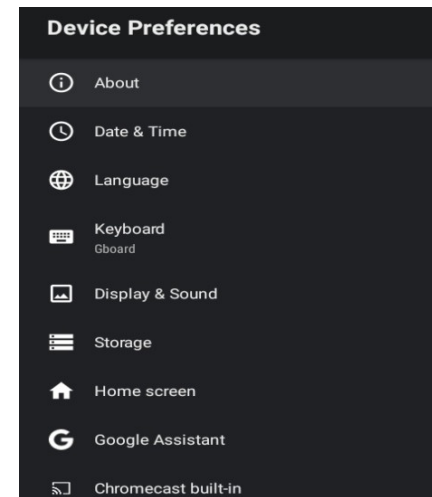 Device Preferences
About
Date & Time
Language
Keyboard
Gboard
Display & Sound
Storage
Home screen
Google Assistant
Chromecast built-in